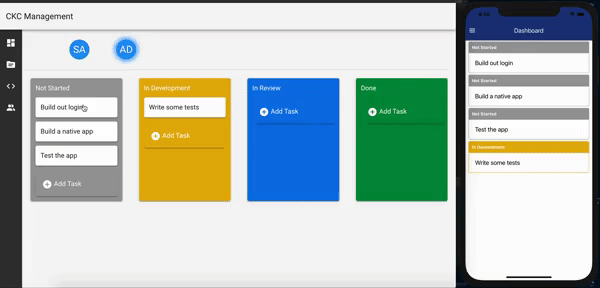 CKC Management
SA
AD
Not Started
Build out login
Build a native app
Test the app
Add Task
In Development
Write some tests
Add Task
In Review
Add Task
Done
Add Task
Dashboard
Not Started
Build out login
Not Started
Build a native app
Not Started
Test the app
In Development
Write some tests